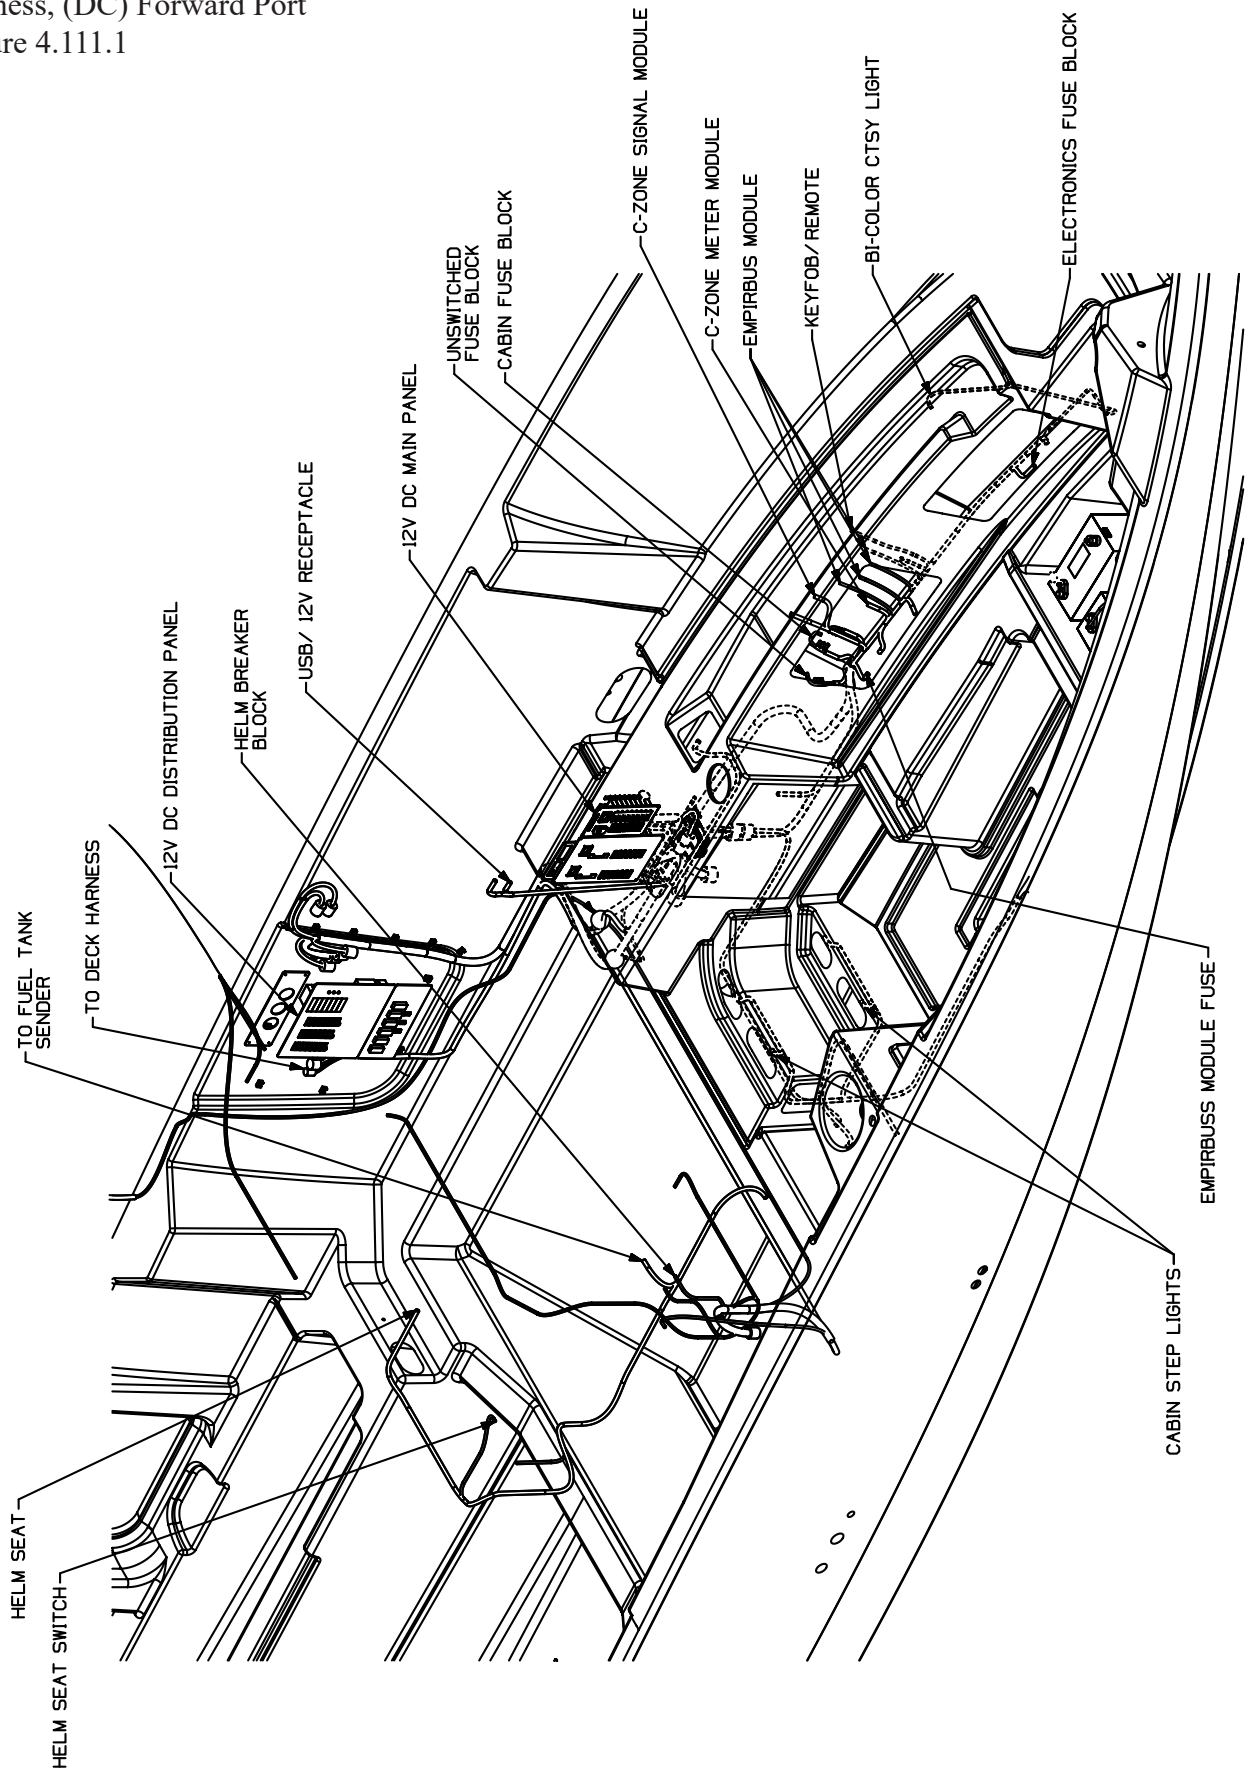 ness, (DC) Forward Port
re 4.111.1
C-ZONE SIGNAL MODULE
C-ZONE METER MODULE
EMPIRBUS MODULE
KEYFOB/REMOTE
BI-COLOR CTSY LIGHT
ELECTRONICS FUSE BLOCK
UNSWITCHED
FUSE BLOCK
CABIN FUSE BLOCK
12V DC MAIN PANEL
USB/ 12V RECEPTACLE
HELM BREAKER
BLOCK
12V DC DISTRIBUTION PANEL
TO DECK HARNESS
TO FUEL TANK
SENDER
HELM SEAT
HELM SEAT SWITCH
EMPIRBUSS MODULE FUSE
CABIN STEP LIGHTS